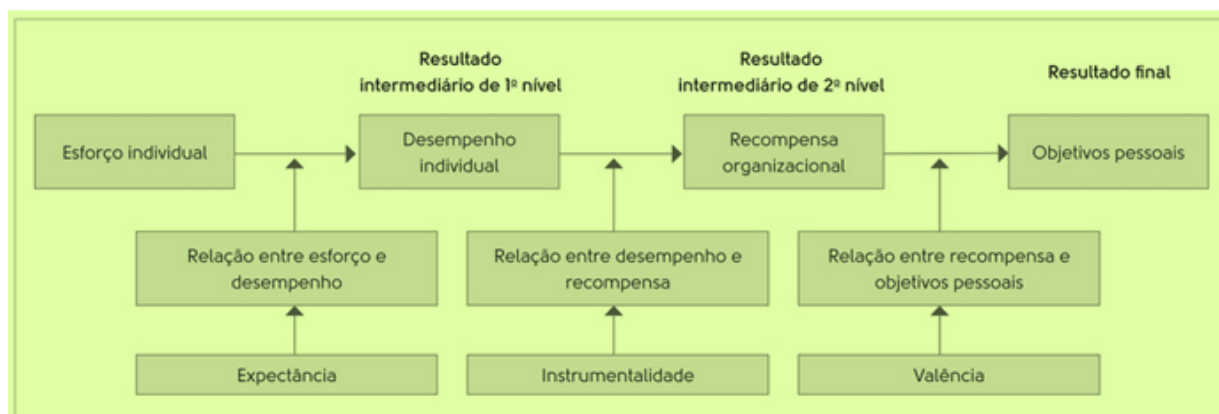 Resultado
intermediário de 1º nível
Resultado
intermediário de 2º nível
Resultado final
Esforço individual
Desempenho
individual
Recompensa
organizacional
Objetivos pessoais
Relação entre esforço e
desempenho
Relação entre desempenho e
recompensa
Relação entre recompensa e
objetivos pessoais
Expectância
Instrumentalidade
Valência